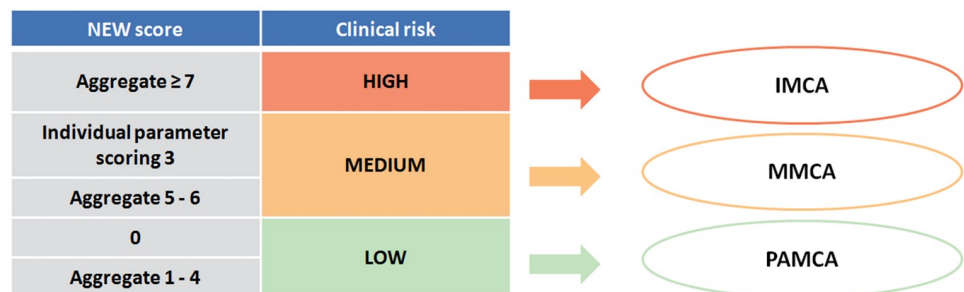 NEW score
Clinical risk
Aggregate ≥ 7
HIGH
IMCA
Individual parameter
scoring 3
MEDIUM
MMCA
Aggregate 5 - 6
0
LOW
PAMCA
Aggregate 1 - 4